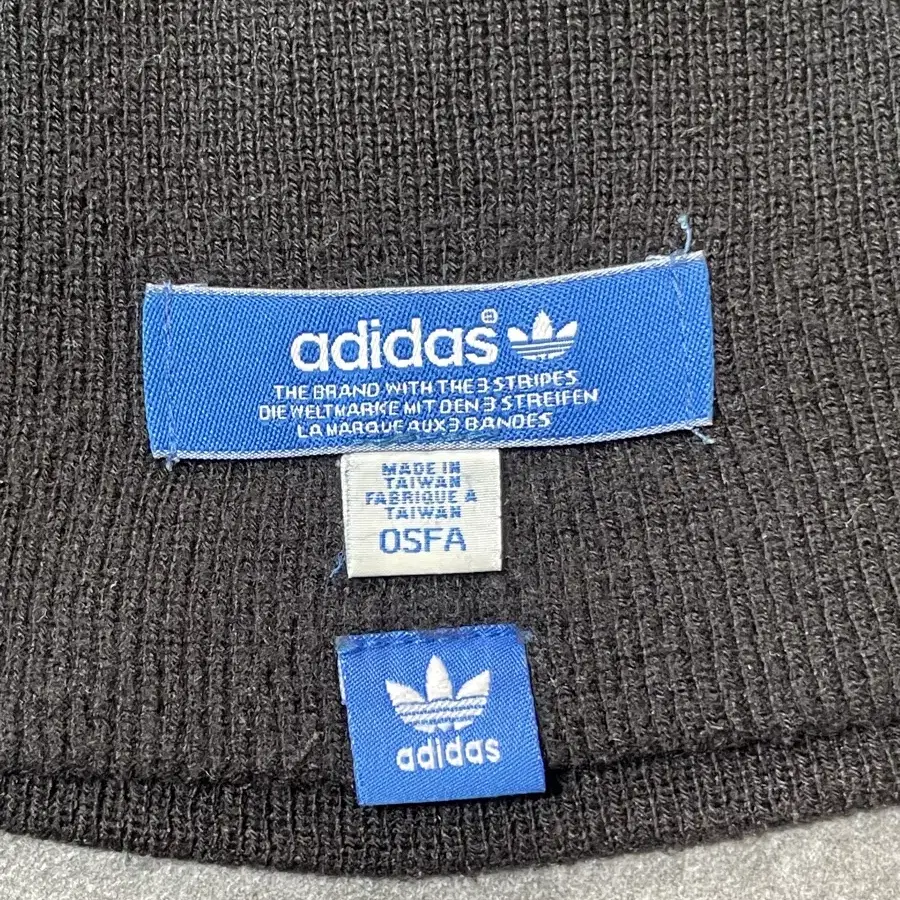 adidas®
THE BRAND WITH THE 3 STRIPES
DIE WELTMARKE MIT DEN 3 STREIFEN
LA MARQUE AUX 3 BANDES
MADE IN
TAIWAN
FABRIQUE A
TAIWAN
OSFA
adidas